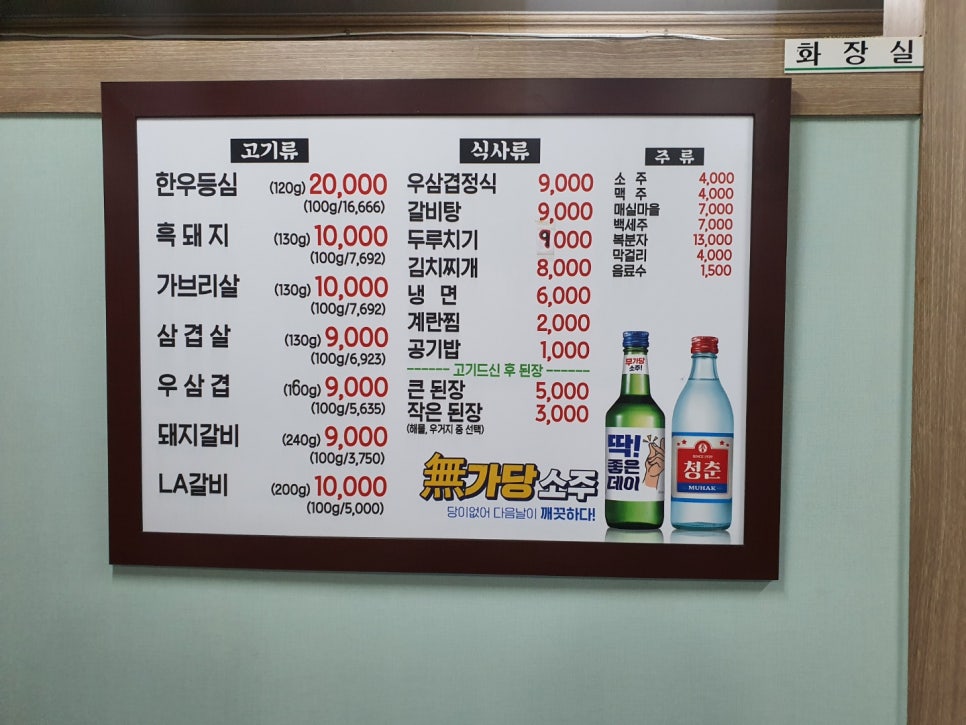 화 장 실
고기류
한우등심 (120g) 20,000
(100g/16,666)
흑 돼 지 (130g) 10,000
(100g/7,692)
가브리살 (130g) 10,000
(100g/7,692)
삼 겹 살 (130g) 9,000
(100g/6,923)
우 삼 겹 (160g) 9,000
(100g/5,635)
돼지갈비 (240g) 9,000
(100g/3,750)
LA갈비 (200g) 10,000
(100g/5,000)
식사류
우삼겹정식 9,000
갈비탕 9,000
두루치기 9000
김치찌개 8,000
냉 면 6,000
계란찜 2,000
공기밥 1,000
------ 고기드신 후 된장 ------
큰 된장 5,000
작은 된장 3,000
(해물, 우거지 중 선택)
주 류
소 주 4,000
맥 주 4,000
매실마을 7,000
백세주 7,000
복분자 13,000
막걸리 4,000
음료수 1,500
無가당 소주
당이없어 다음날이 깨끗하다!
무가당
소주!
딱!
좋은
데이
SINCE 1929
청춘
MUHAK